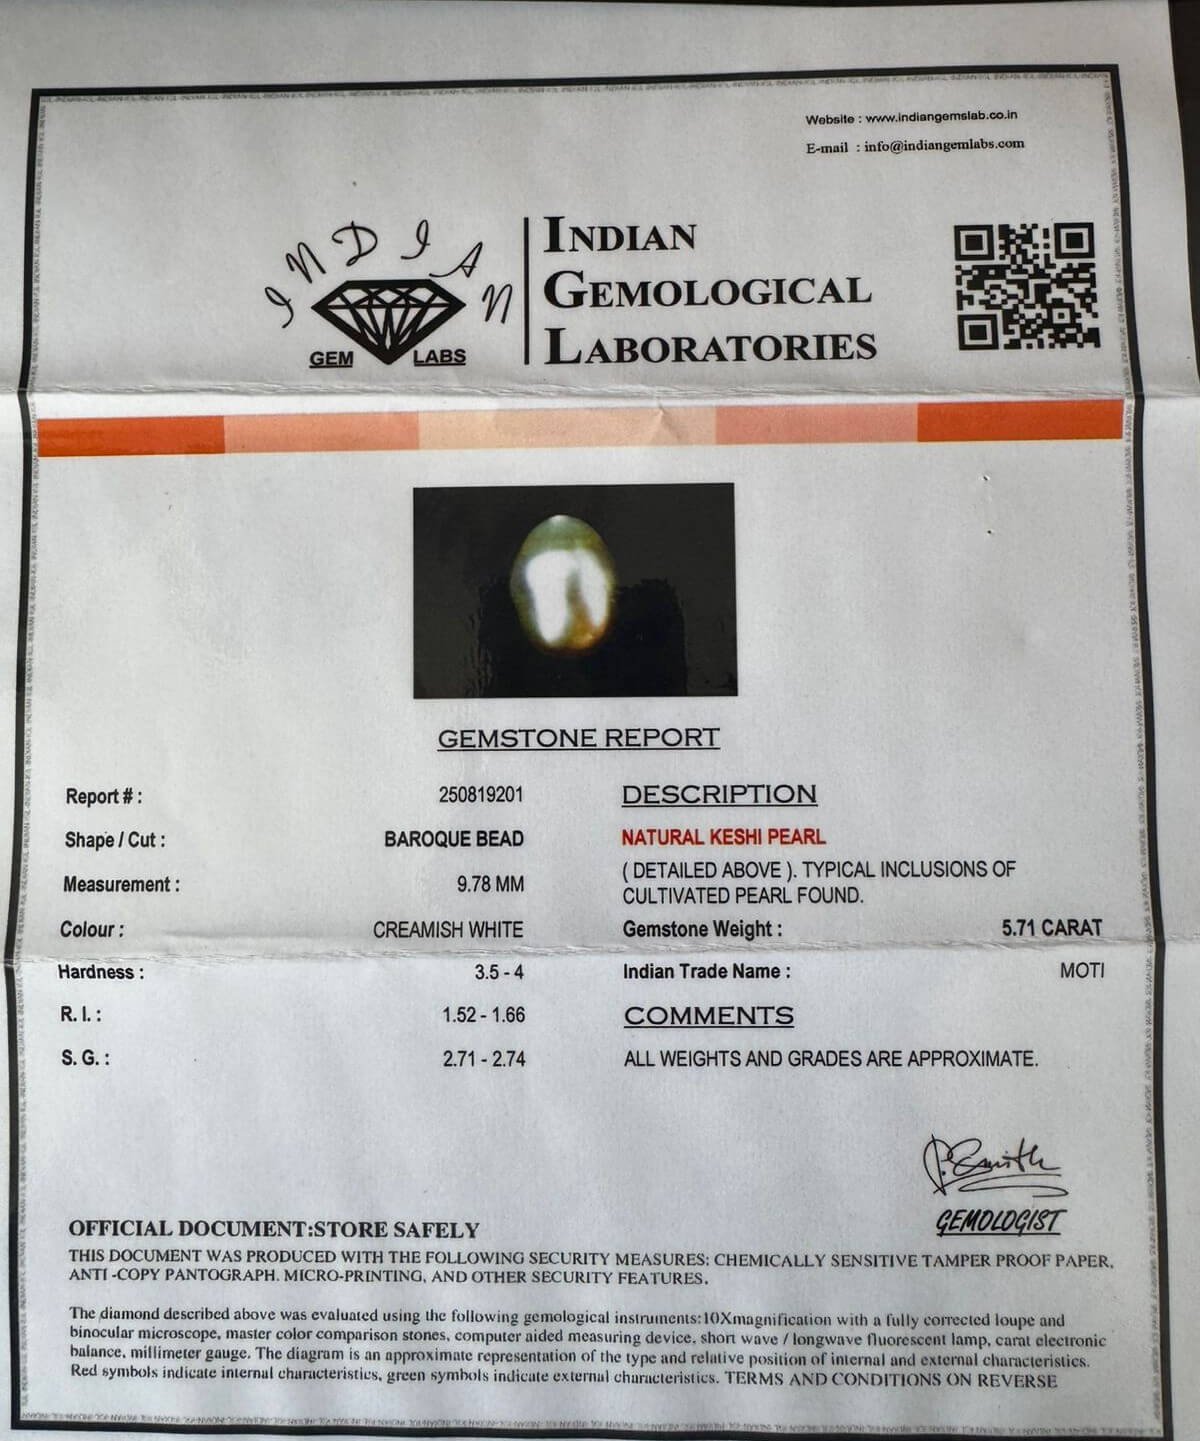 Website : www.indiangemslab.co.in
E-mail : info@indiangemlabs.com
INDIAN
GEM LABS
INDIAN
GEMOLOGICAL
LABORATORIES
GEMSTONE REPORT
Report # : 250819201
Shape / Cut : BAROQUE BEAD
Measurement : 9.78 MM
Colour : CREAMISH WHITE
Hardness : 3.5 - 4
R. I. : 1.52 - 1.66
S. G. : 2.71 - 2.74
DESCRIPTION
NATURAL KESHI PEARL
( DETAILED ABOVE ). TYPICAL INCLUSIONS OF
CULTIVATED PEARL FOUND.
Gemstone Weight : 5.71 CARAT
Indian Trade Name : MOTI
COMMENTS
ALL WEIGHTS AND GRADES ARE APPROXIMATE.
P. Smith
GEMOLOGIST
OFFICIAL DOCUMENT:STORE SAFELY
THIS DOCUMENT WAS PRODUCED WITH THE FOLLOWING SECURITY MEASURES: CHEMICALLY SENSITIVE TAMPER PROOF PAPER,
ANTI -COPY PANTOGRAPH. MICRO-PRINTING, AND OTHER SECURITY FEATURES.
The diamond described above was evaluated using the following gemological instruments:10Xmagnification with a fully corrected loupe and
binocular microscope, master color comparison stones, computer aided measuring device, short wave / longwave fluorescent lamp, carat electronic
balance, millimeter gauge. The diagram is an approximate representation of the type and relative position of internal and external characteristics.
Red symbols indicate internal characteristics, green symbols indicate external characteristics. TERMS AND CONDITIONS ON REVERSE